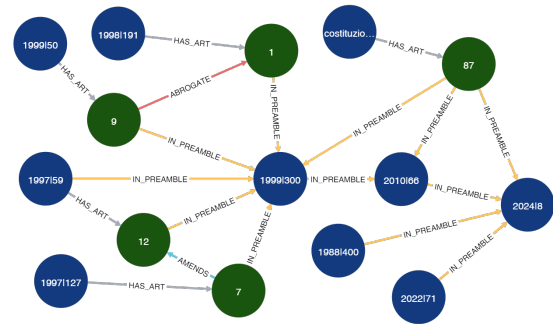 1999|50
1998|191
HAS_ART
1
costituzio…
HAS_ART
87
HAS_ART
ABROGATE
9
IN_PREAMBLE
IN_PREAMBLE
IN_PREAMBLE
IN_PREAMBLE
IN_PREAMBLE
1997|59
IN_PREAMBLE
1999|300
IN_PREAMBLE
2010|66
IN_PREAMBLE
2024|8
HAS_ART
12
IN_PREAMBLE
IN_PREAMBLE
AMENDS
1997|127
HAS_ART
7
1988|400
IN_PREAMBLE
2022|71
IN_PREAMBLE